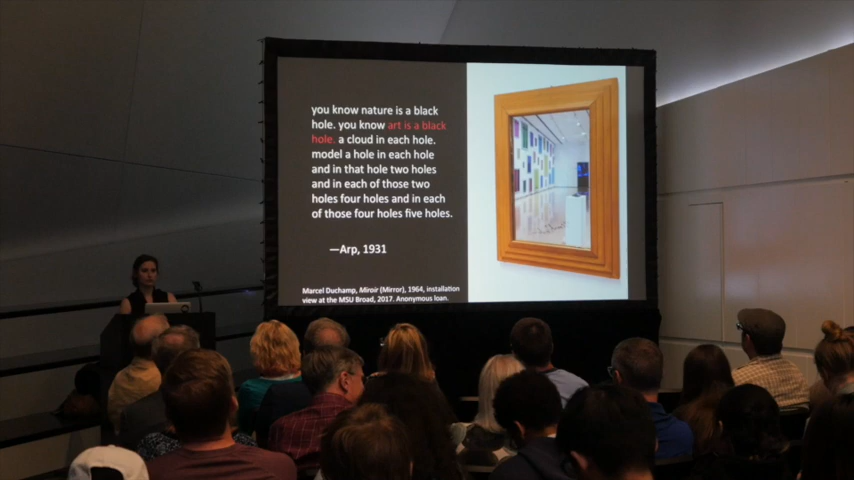 you know nature is a black
hole. you know art is a black
hole. a cloud in each hole.
model a hole in each hole
and in that hole two holes
and in each of those two
holes four holes and in each
of those four holes five holes.
—Arp, 1931
Marcel Duchamp, Miroir (Mirror), 1964, installation
view at the MSU Broad, 2017. Anonymous loan.